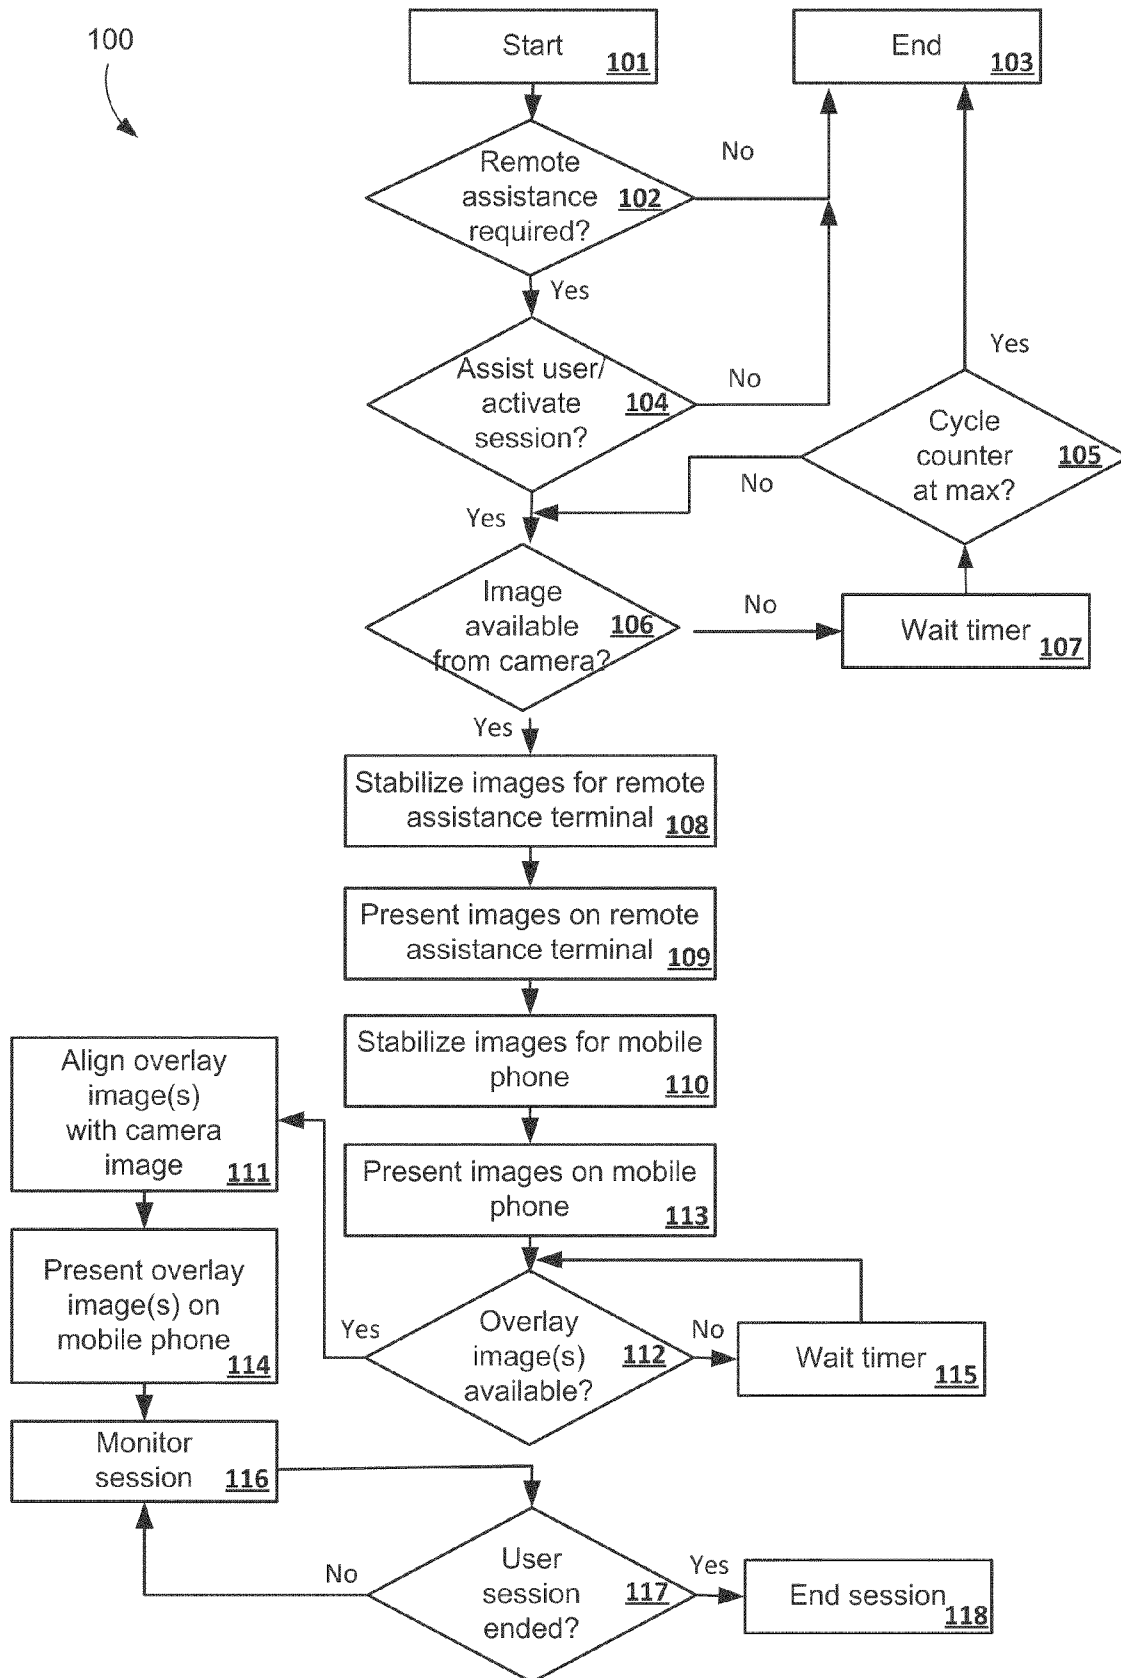 100
Start
101
End
103
Remote
assistance
required?
102
No
Yes
Assist user/
activate
session?
104
No
Yes
Cycle
counter
at max?
105
Yes
No
Image
available
from camera?
106
No
Wait timer
107
Yes
Stabilize images for remote
assistance terminal
108
Present images on remote
assistance terminal
109
Stabilize images for mobile
phone
110
Align overlay
image(s)
with camera
image
111
Present images on mobile
phone
113
Present overlay
image(s) on
mobile phone
114
Yes
Overlay
image(s)
available?
112
No
Wait timer
115
Monitor
session
116
No
User
session
ended?
117
Yes
End session
118